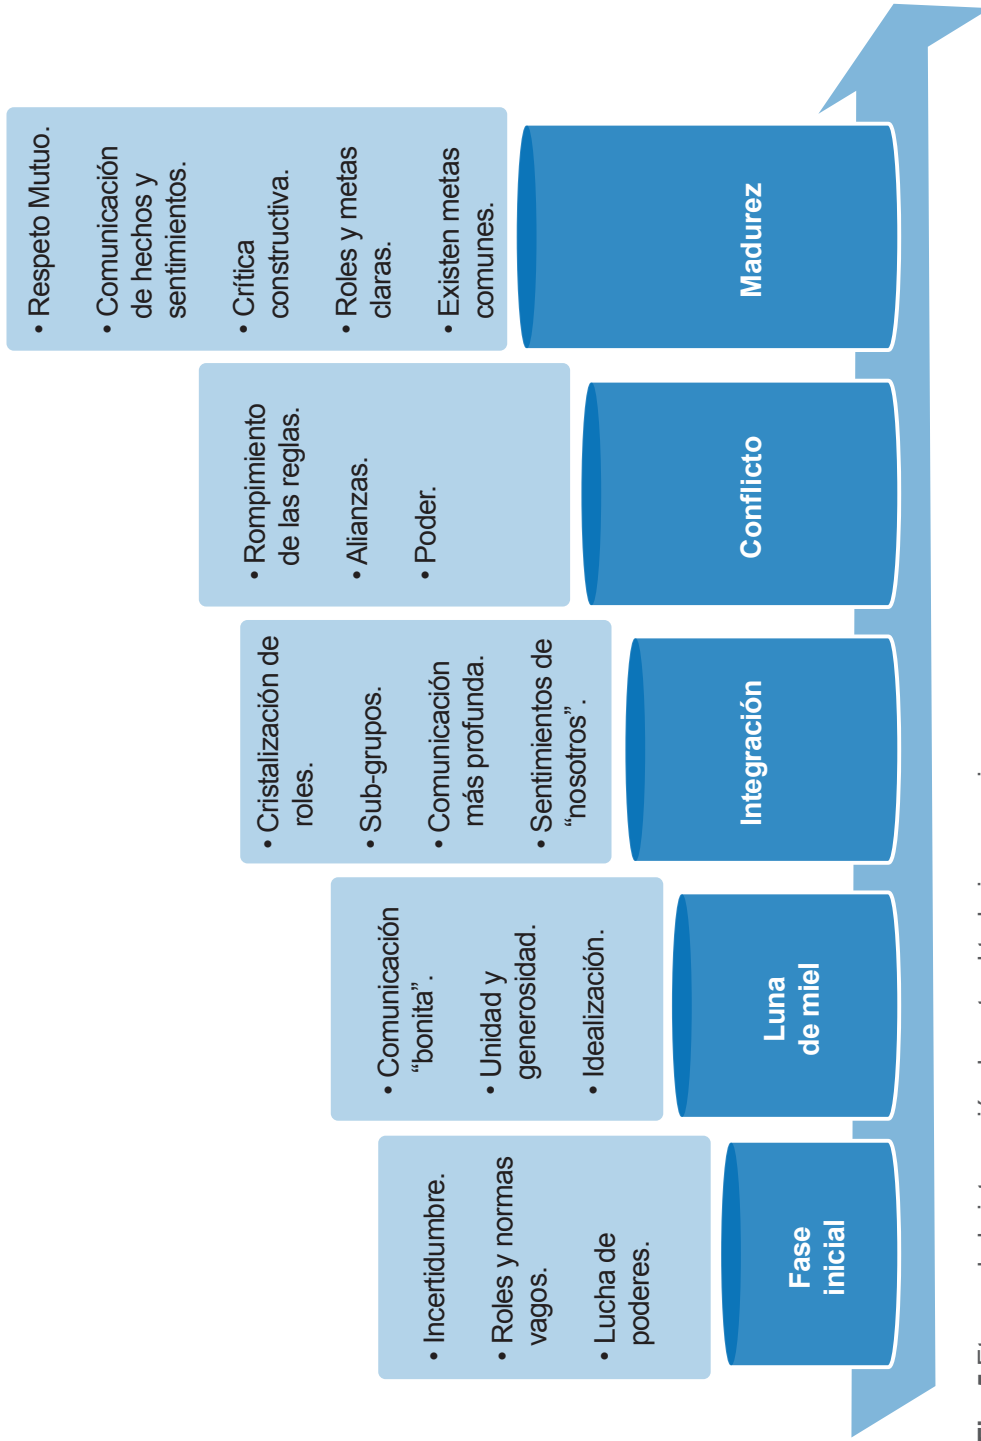 • Incertidumbre.
• Roles y normas
vagos.
• Lucha de
poderes.
Fase
inicial
• Comunicación
“bonita”.
• Unidad y
generosidad.
• Idealización.
Luna
de miel
• Cristalización de
roles.
• Sub-grupos.
• Comunicación
más profunda.
• Sentimientos de
“nosotros”.
Integración
• Rompimiento
de las reglas.
• Alianzas.
• Poder.
Conflicto
• Respeto Mutuo.
• Comunicación
de hechos y
sentimientos.
• Crítica
constructiva.
• Roles y metas
claras.
• Existen metas
comunes.
Madurez